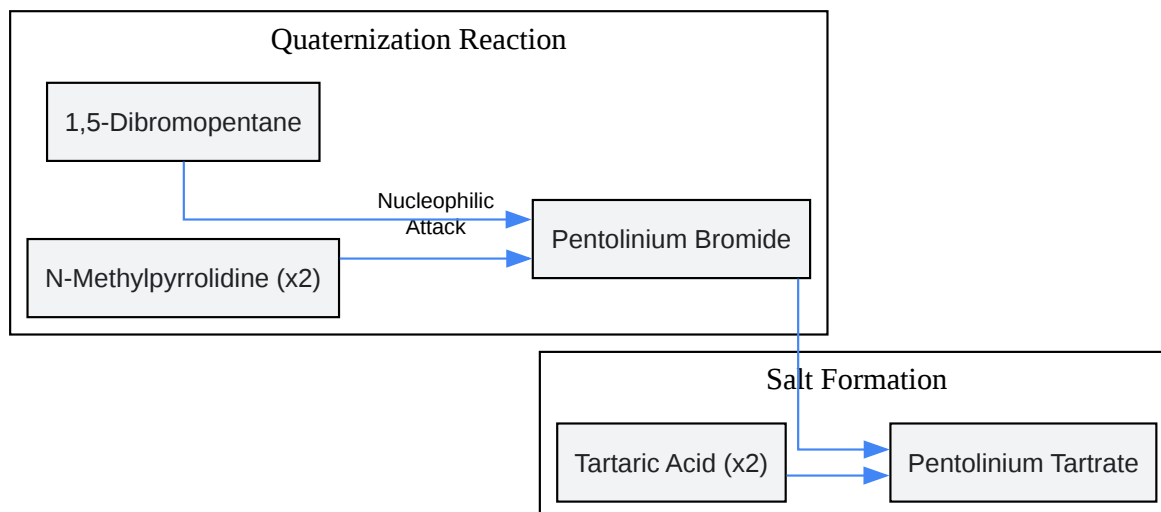 Quaternization Reaction
1,5-Dibromopentane
Nucleophilic
Attack
N-Methylpyrrolidine (x2)
Pentolinium Bromide
Salt Formation
Tartaric Acid (x2)
Pentolinium Tartrate